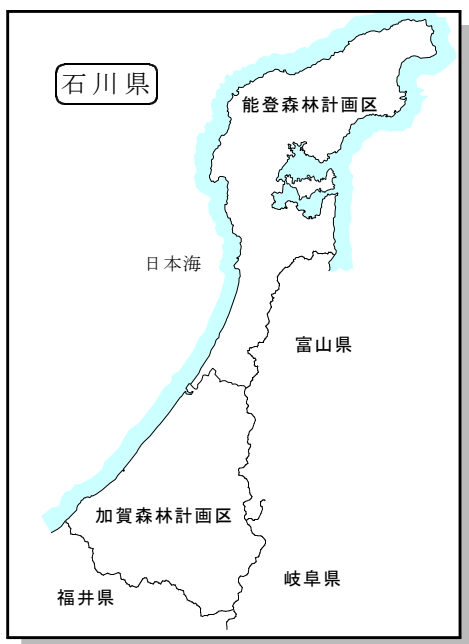 石川県
能登森林計画区
日本海
富山県
加賀森林計画区
岐阜県
福井県